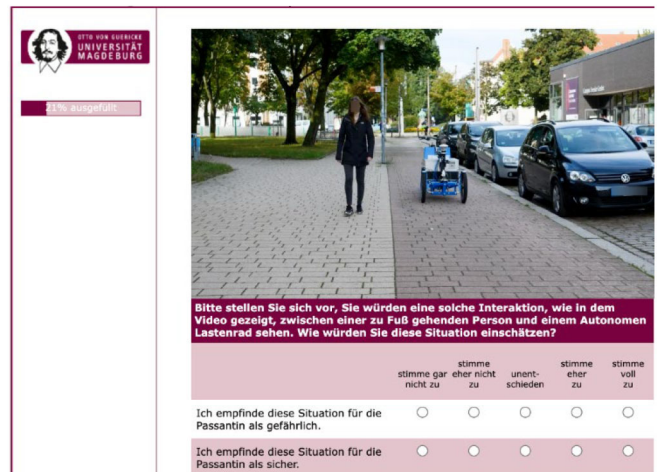 OTTO VON GUERICKE
UNIVERSITÄT
MAGDEBURG
21% ausgefüllt
Bitte stellen Sie sich vor, Sie würden eine solche Interaktion, wie in dem
Video gezeigt, zwischen einer zu Fuß gehenden Person und einem Autonomen
Lastenrad sehen. Wie würden Sie diese Situation einschätzen?
stimme gar nicht zu
stimme eher nicht zu
unent-
schieden
stimme eher zu
stimme voll zu
Ich empfinde diese Situation für die
Passantin als gefährlich.
Ich empfinde diese Situation für die
Passantin als sicher.